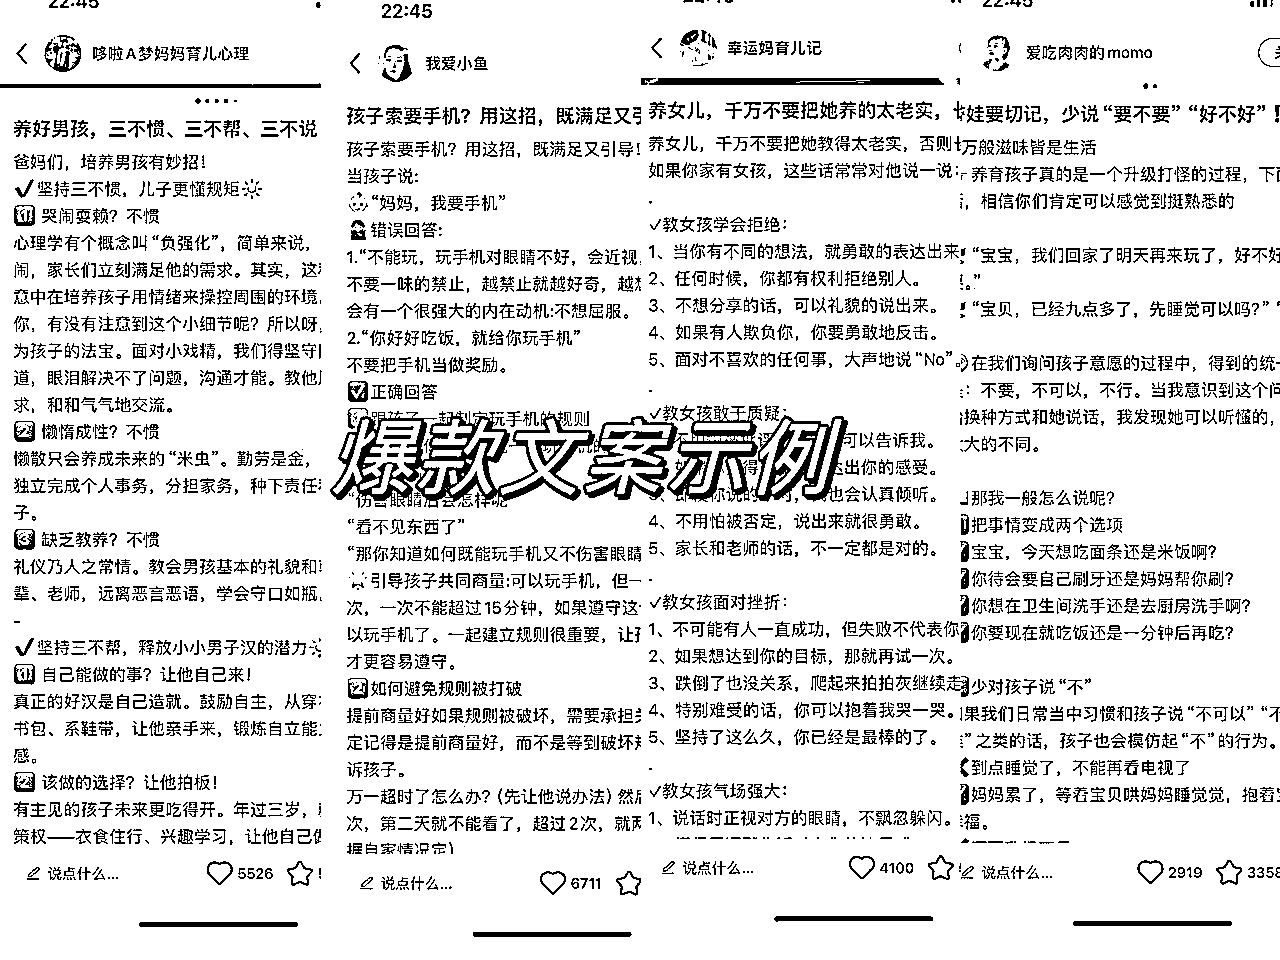 22:45
哆啦A梦妈妈育儿心理
养好男孩，三不惯、三不帮、三不说
爸妈们，培养男孩有妙招！
坚持三不惯，儿子更懂规矩
1 哭闹耍赖？不惯
心理学有个概念叫“负强化”，简单来说，
闹，家长们立刻满足他的需求。其实，这
意中在培养孩子用情绪来操控周围的环境。
你，有没有注意到这个小细节呢？所以呀，
为孩子的法宝。面对小戏精，我们得坚守
道，眼泪解决不了问题，沟通才能。教他
求，和和气气地交流。
2 懒惰成性？不惯
懒散只会养成未来的“米虫”。勤劳是金，
独立完成个人事务，分担家务，种下责任
子。
3 缺乏教养？不惯
礼仪乃人之常情。教会男孩基本的礼貌和
辈、老师，远离恶言恶语，学会守口如瓶。
-
坚持三不帮，释放小小男子汉的潜力
1 自己能做的事？让他自己来！
真正的好汉是自己造就。鼓励自主，从穿
书包、系鞋带，让他亲手来，锻炼自立能
感。
2 该做的选择？让他拍板！
有主见的孩子未来更吃得开。年过三岁，
策权——衣食住行、兴趣学习，让他自己
说点什么...
5526
22:45
我爱小鱼
孩子索要手机？用这招，既满足又引
孩子索要手机？用这招，既满足又引导！
当孩子说：
“妈妈，我要手机”
错误回答：
1.“不能玩，玩手机对眼睛不好，会近视，
不要一味的禁止，越禁止就越好奇，越
会有一个很强大的内在动机:不想屈服。
2.“你好好吃饭，就给你玩手机”
不要把手机当做奖励。
正确回答
1 跟孩子一起制定玩手机的规则
爆款文案示例
“伤害眼睛后会怎样呢”
“看不见东西了”
“那你知道如何既能玩手机又不伤害眼睛
引导孩子共同商量:可以玩手机，但一
次，一次不能超过15分钟，如果遵守这
以玩手机了。一起建立规则很重要，让
才更容易遵守。
2 如何避免规则被打破
提前商量好如果规则被破坏，需要承担
定记得是提前商量好，而不是等到破坏
诉孩子。
万一超时了怎么办？(先让他说办法) 然
次，第二天就不能看了，超过2次，就
据自家情况定)
说点什么...
6711
幸运妈育儿记
养女儿，千万不要把她养的太老实，
养女儿，千万不要把她教得太老实，否则
如果你家有女孩，这些话常常对他说一说：
-
✓教女孩学会拒绝：
1、当你有不同的想法，就勇敢的表达出来
2、任何时候，你都有权利拒绝别人。
3、不想分享的话，可以礼貌的说出来。
4、如果有人欺负你，你要勇敢地反击。
5、面对不喜欢的任何事，大声地说“No”。
-
✓教女孩敢于质疑：
可以告诉我。
达出你的感受。
也会认真倾听。
4、不用怕被否定，说出来就很勇敢。
5、家长和老师的话，不一定都是对的。
-
✓教女孩面对挫折：
1、不可能有人一直成功，但失败不代表你
2、如果想达到你的目标，那就再试一次。
3、跌倒了也没关系，爬起来拍拍灰继续走
4、特别难受的话，你可以抱着我哭一哭。
5、坚持了这么久，你已经是最棒的了。
-
✓教女孩气场强大：
1、说话时正视对方的眼睛，不飘忽躲闪。
说点什么...
4100
22:45
爱吃肉肉的momo
娃要切记，少说“要不要”“好不好”！
万般滋味皆是生活
养育孩子真的是一个升级打怪的过程，下
，相信你们肯定可以感觉到挺熟悉的
“宝宝，我们回家了明天再来玩了，好不好
“宝贝，已经九点多了，先睡觉可以吗？”
在我们询问孩子意愿的过程中，得到的统一
：不要，不可以，不行。当我意识到这个问
换种方式和她说话，我发现她可以听懂的，
大的不同。
那我一般怎么说呢？
把事情变成两个选项
宝宝，今天想吃面条还是米饭啊？
你待会要自己刷牙还是妈妈帮你刷？
你想在卫生间洗手还是去厨房洗手啊？
你要现在就吃饭还是一分钟后再吃？
少对孩子说“不”
果我们日常当中习惯和孩子说“不可以”“不
”之类的话，孩子也会模仿起“不”的行为。
到点睡觉了，不能再看电视了
妈妈累了，等着宝贝哄妈妈睡觉觉，抱着
福。
说点什么...
2919
3358